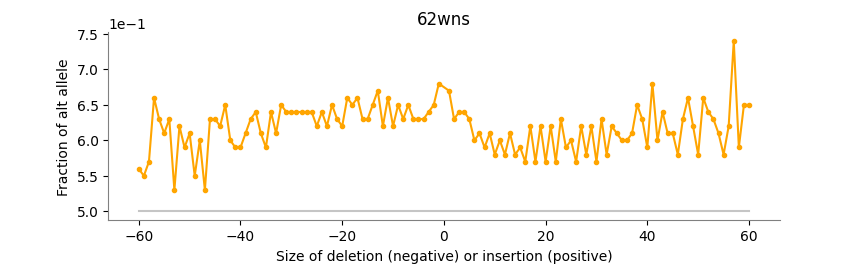 62wns
1e−1
7.5
7.0
6.5
6.0
5.5
5.0
Fraction of alt allele
−60 −40 −20 0 20 40 60
Size of deletion (negative) or insertion (positive)